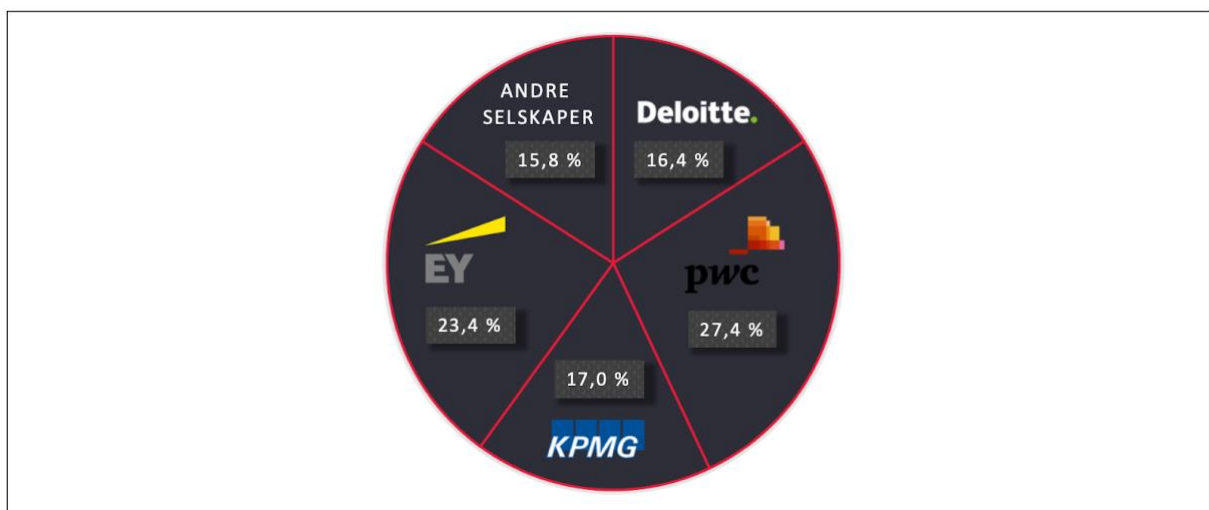 ANDRE
SELSKAPER
15,8 %
Deloitte.
16,4 %
EY
23,4 %
pwc
27,4 %
17,0 %
KPMG